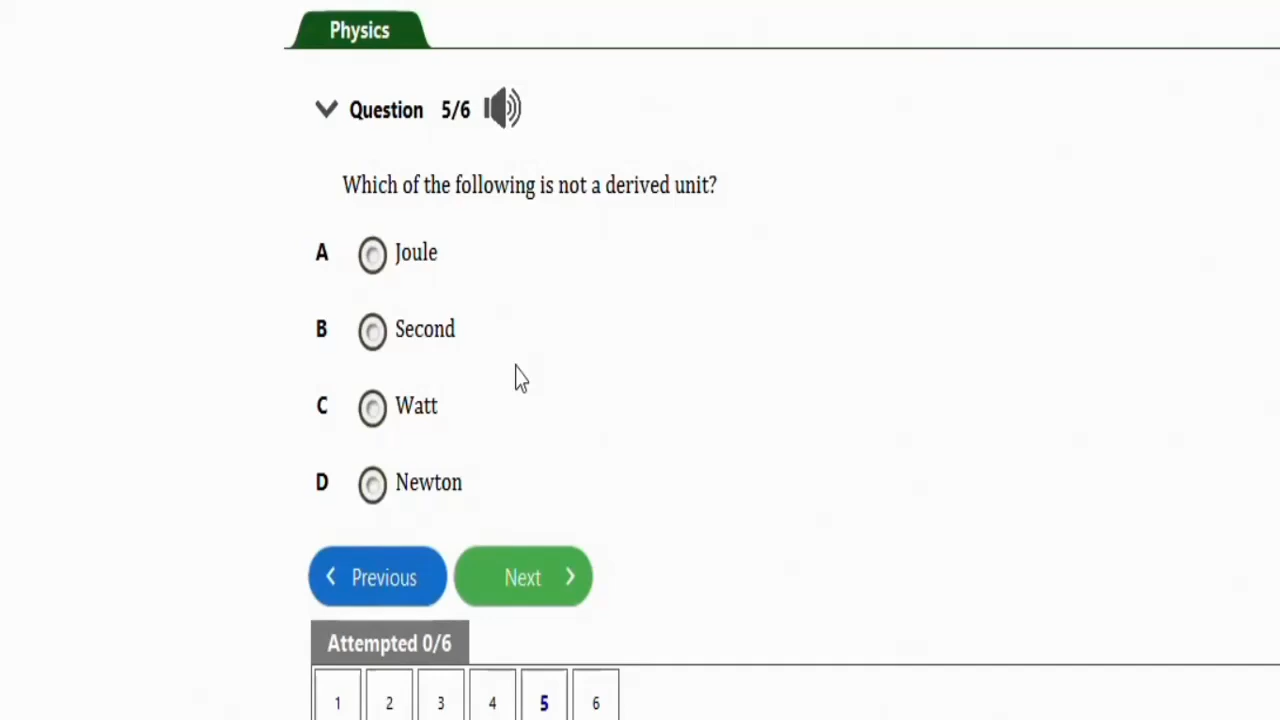 Physics
Question 5/6
Which of the following is not a derived unit?
A Joule
B Second
C Watt
D Newton
Previous Next
Attempted 0/6
1 2 3 4 5 6